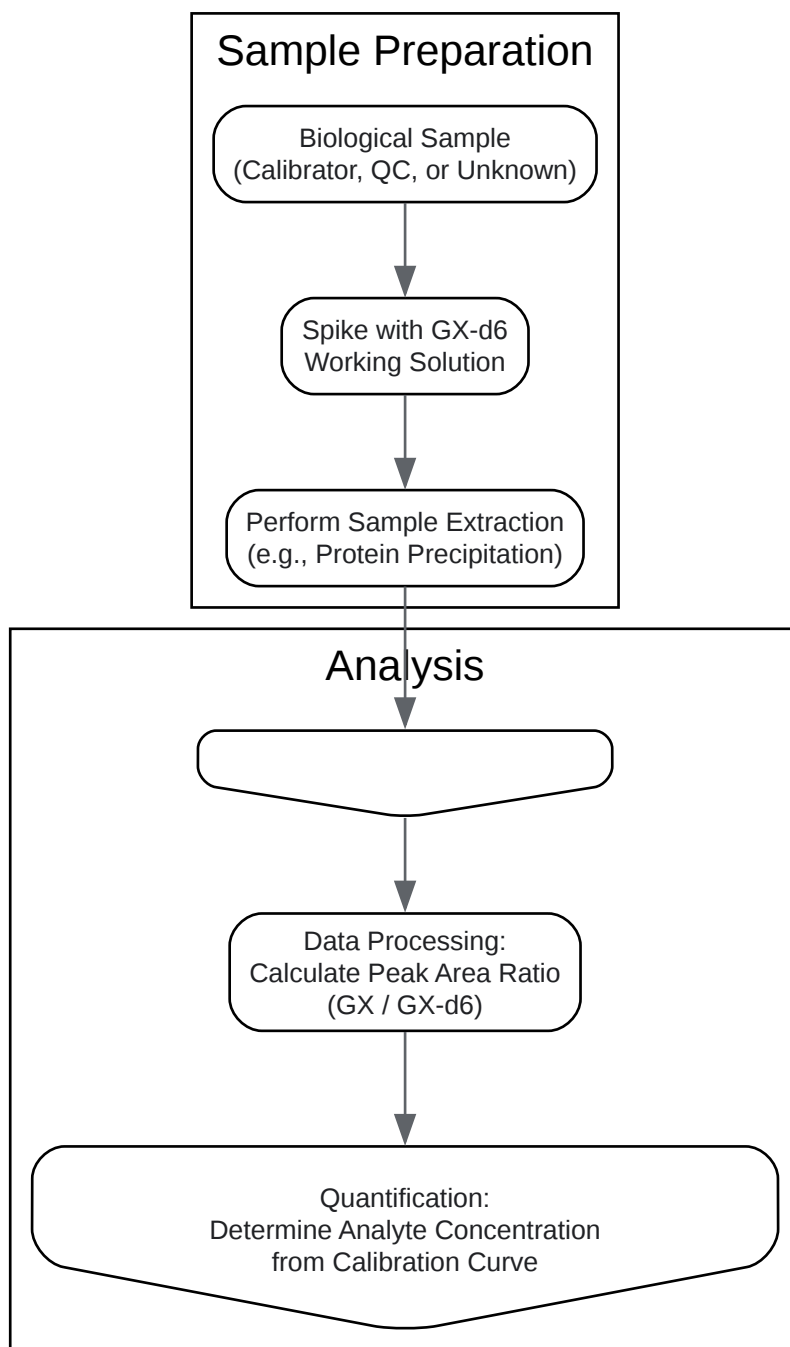 Sample Preparation
Biological Sample
(Calibrator, QC, or Unknown)
Spike with GX-d6
Working Solution
Perform Sample Extraction
(e.g., Protein Precipitation)
Analysis
Data Processing:
Calculate Peak Area Ratio
(GX / GX-d6)
Quantification:
Determine Analyte Concentration
from Calibration Curve